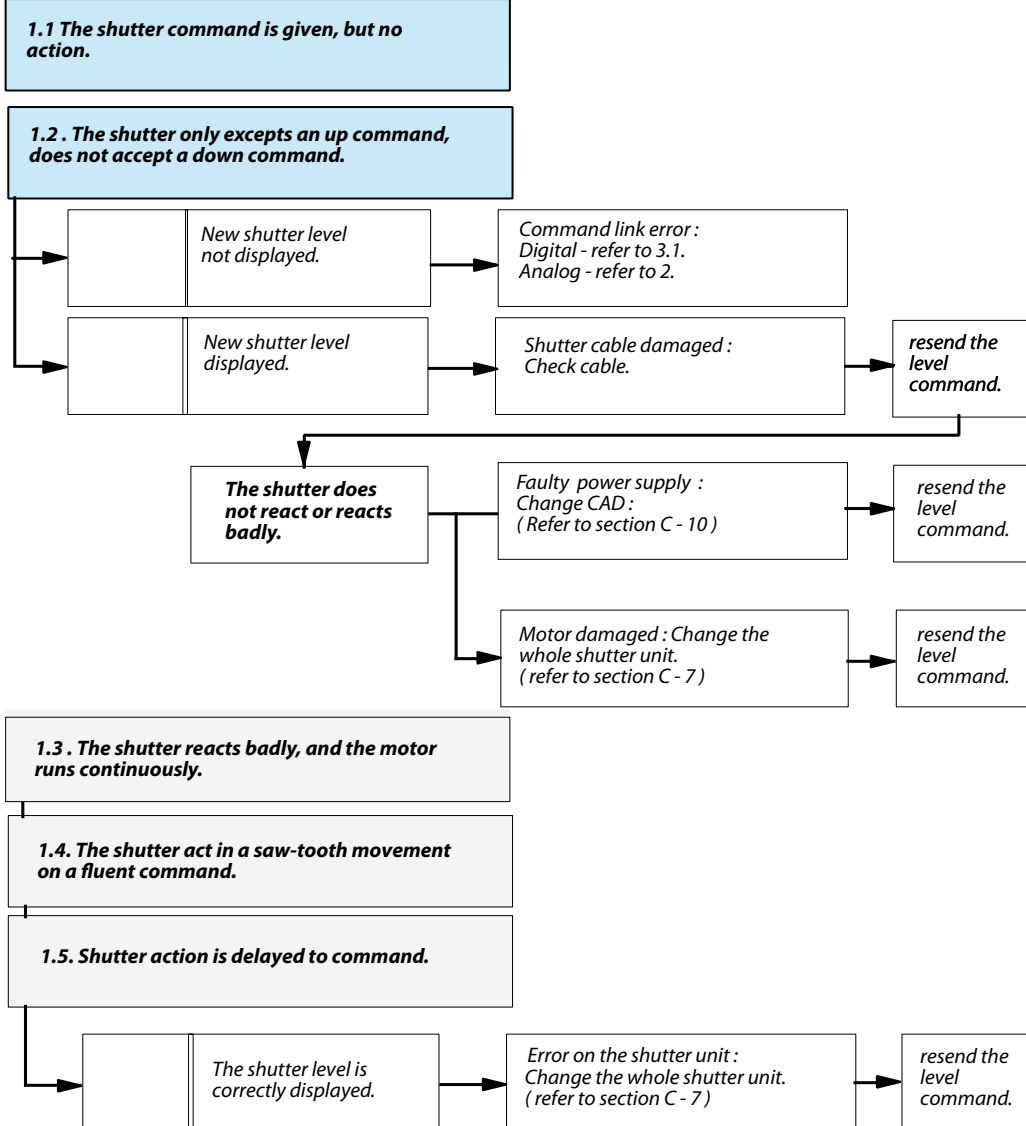 1.1 The shutter command is given, but no
action.
1.2 . The shutter only excepts an up command,
does not accept a down command.
New shutter level
not displayed.
Command link error :
Digital - refer to 3.1.
Analog - refer to 2.
New shutter level
displayed.
Shutter cable damaged :
Check cable.
resend the
level
command.
The shutter does
not react or reacts
badly.
Faulty power supply :
Change CAD :
( Refer to section C - 10 )
resend the
level
command.
Motor damaged : Change the
whole shutter unit.
( refer to section C - 7 )
resend the
level
command.
1.3 . The shutter reacts badly, and the motor
runs continuously.
1.4. The shutter act in a saw-tooth movement
on a fluent command.
1.5. Shutter action is delayed to command.
The shutter level is
correctly displayed.
Error on the shutter unit :
Change the whole shutter unit.
( refer to section C - 7 )
resend the
level
command.